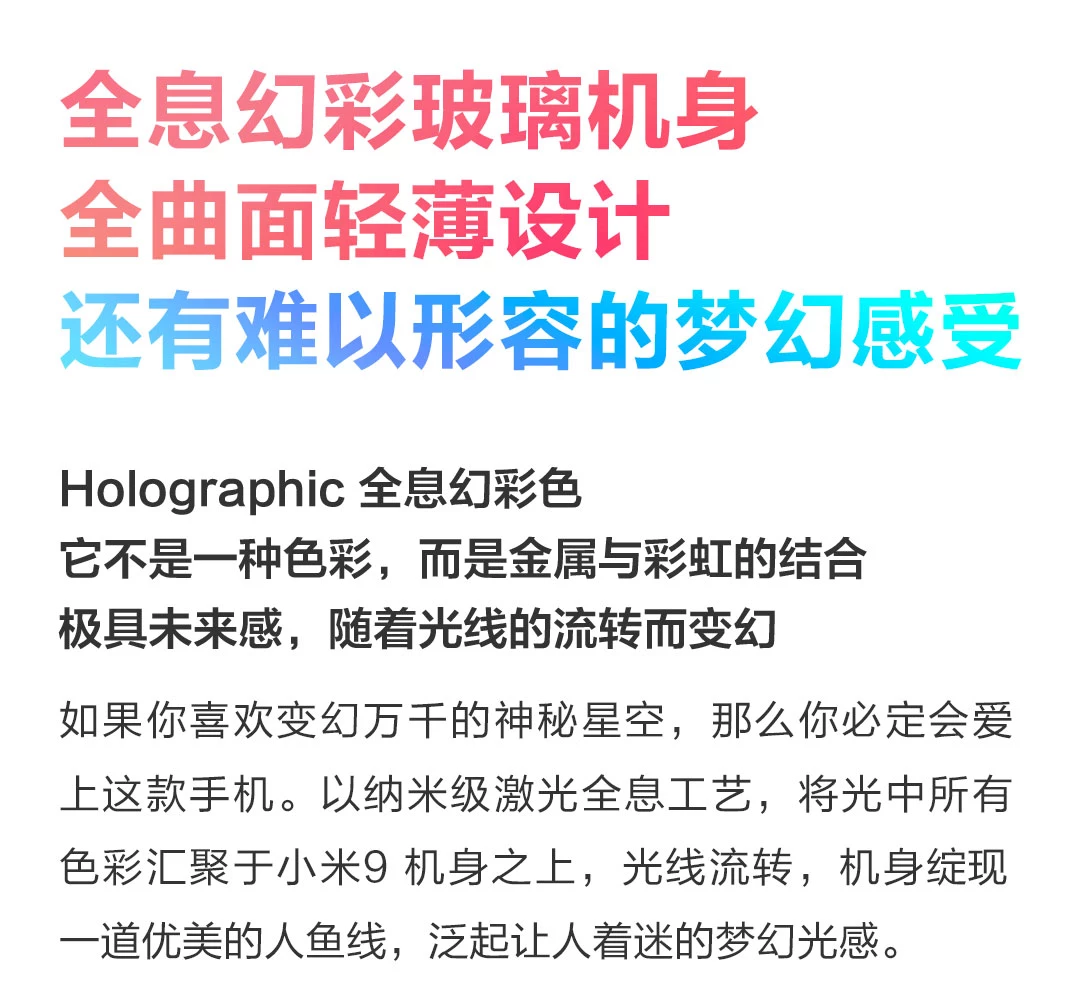 全息幻彩玻璃机身
全曲面轻薄设计
还有难以形容的梦幻感受
Holographic 全息幻彩色
它不是一种色彩，而是金属与彩虹的结合
极具未来感，随着光线的流转而变幻
如果你喜欢变幻万千的神秘星空，那么你必定会爱
上这款手机。以纳米级激光全息工艺，将光中所有
色彩汇聚于小米9 机身之上，光线流转，机身绽现
一道优美的人鱼线，泛起让人着迷的梦幻光感。